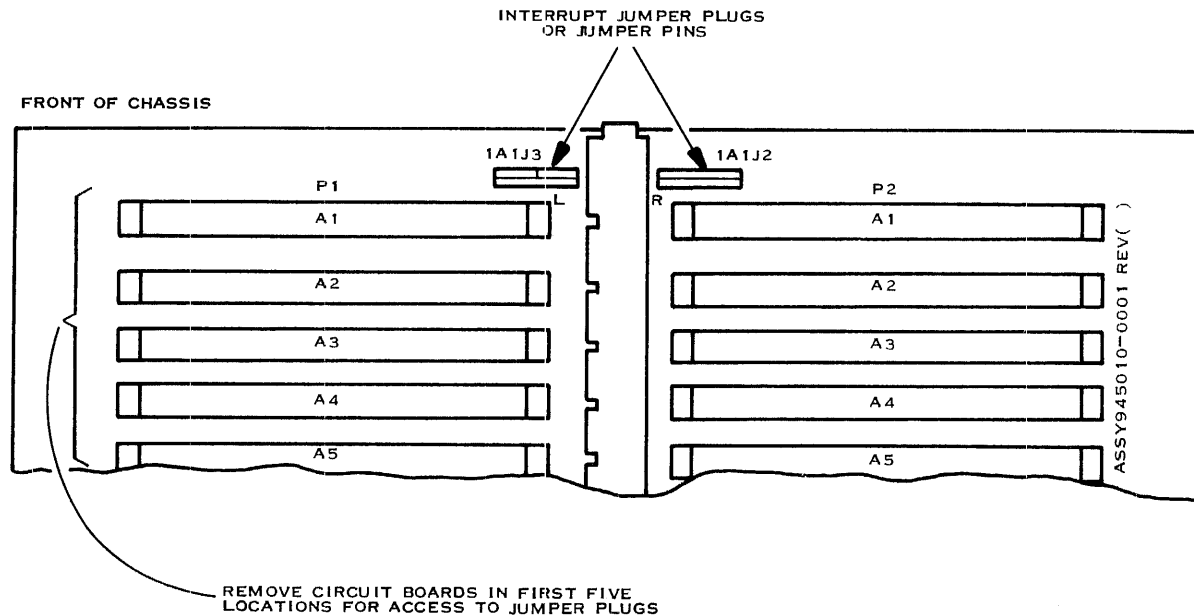 INTERRUPT JUMPER PLUGS
OR JUMPER PINS
FRONT OF CHASSIS
1A1J3
1A1J2
P1
L
R
P2
A1
A1
A2
A2
A3
A3
A4
A4
A5
A5
ASSY945010-0001 REV( )
REMOVE CIRCUIT BOARDS IN FIRST FIVE
LOCATIONS FOR ACCESS TO JUMPER PLUGS